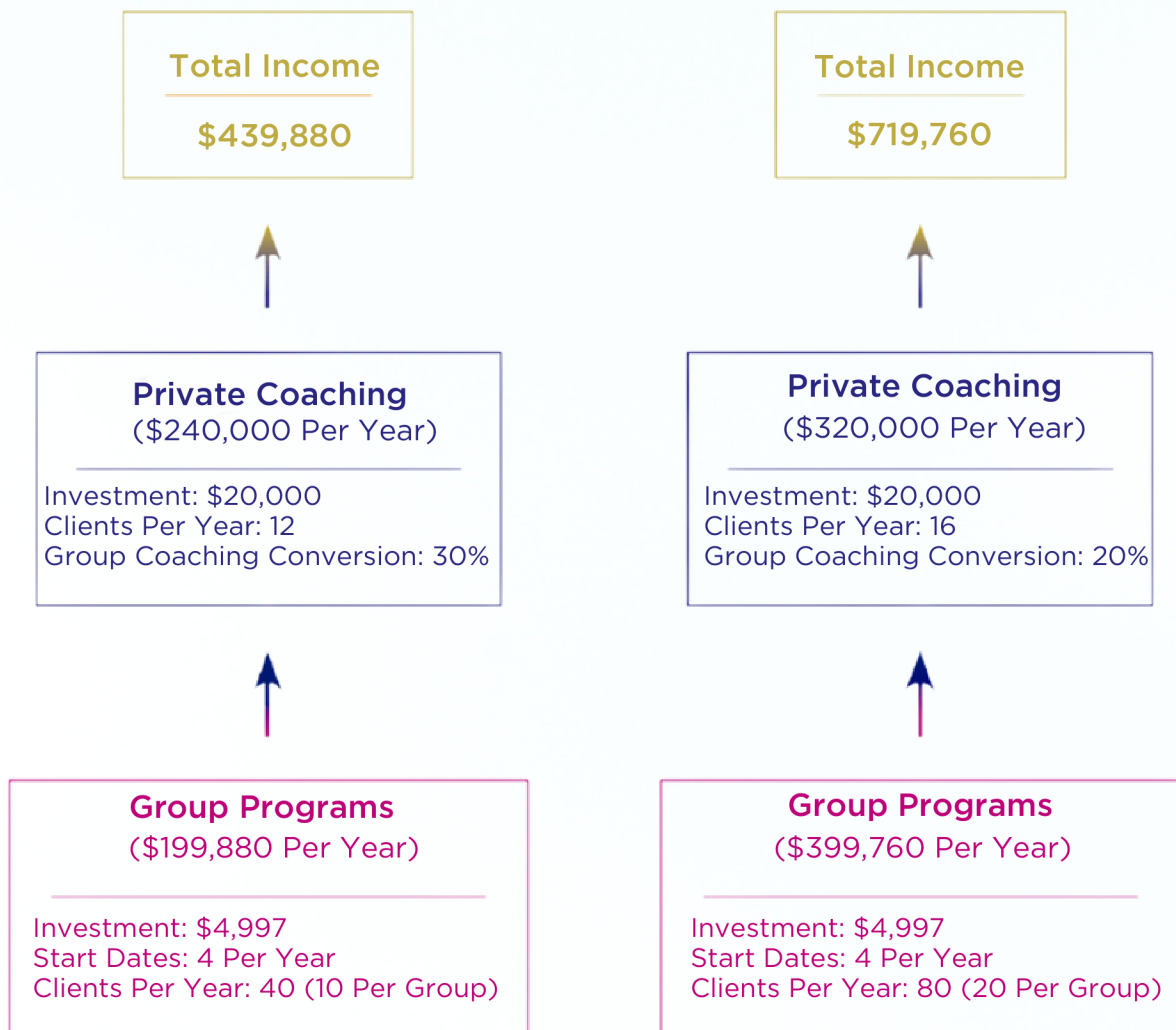 Total Income
$439,880
Private Coaching
($240,000 Per Year)
Investment: $20,000
Clients Per Year: 12
Group Coaching Conversion: 30%
Group Programs
($199,880 Per Year)
Investment: $4,997
Start Dates: 4 Per Year
Clients Per Year: 40 (10 Per Group)
Total Income
$719,760
Private Coaching
($320,000 Per Year)
Investment: $20,000
Clients Per Year: 16
Group Coaching Conversion: 20%
Group Programs
($399,760 Per Year)
Investment: $4,997
Start Dates: 4 Per Year
Clients Per Year: 80 (20 Per Group)